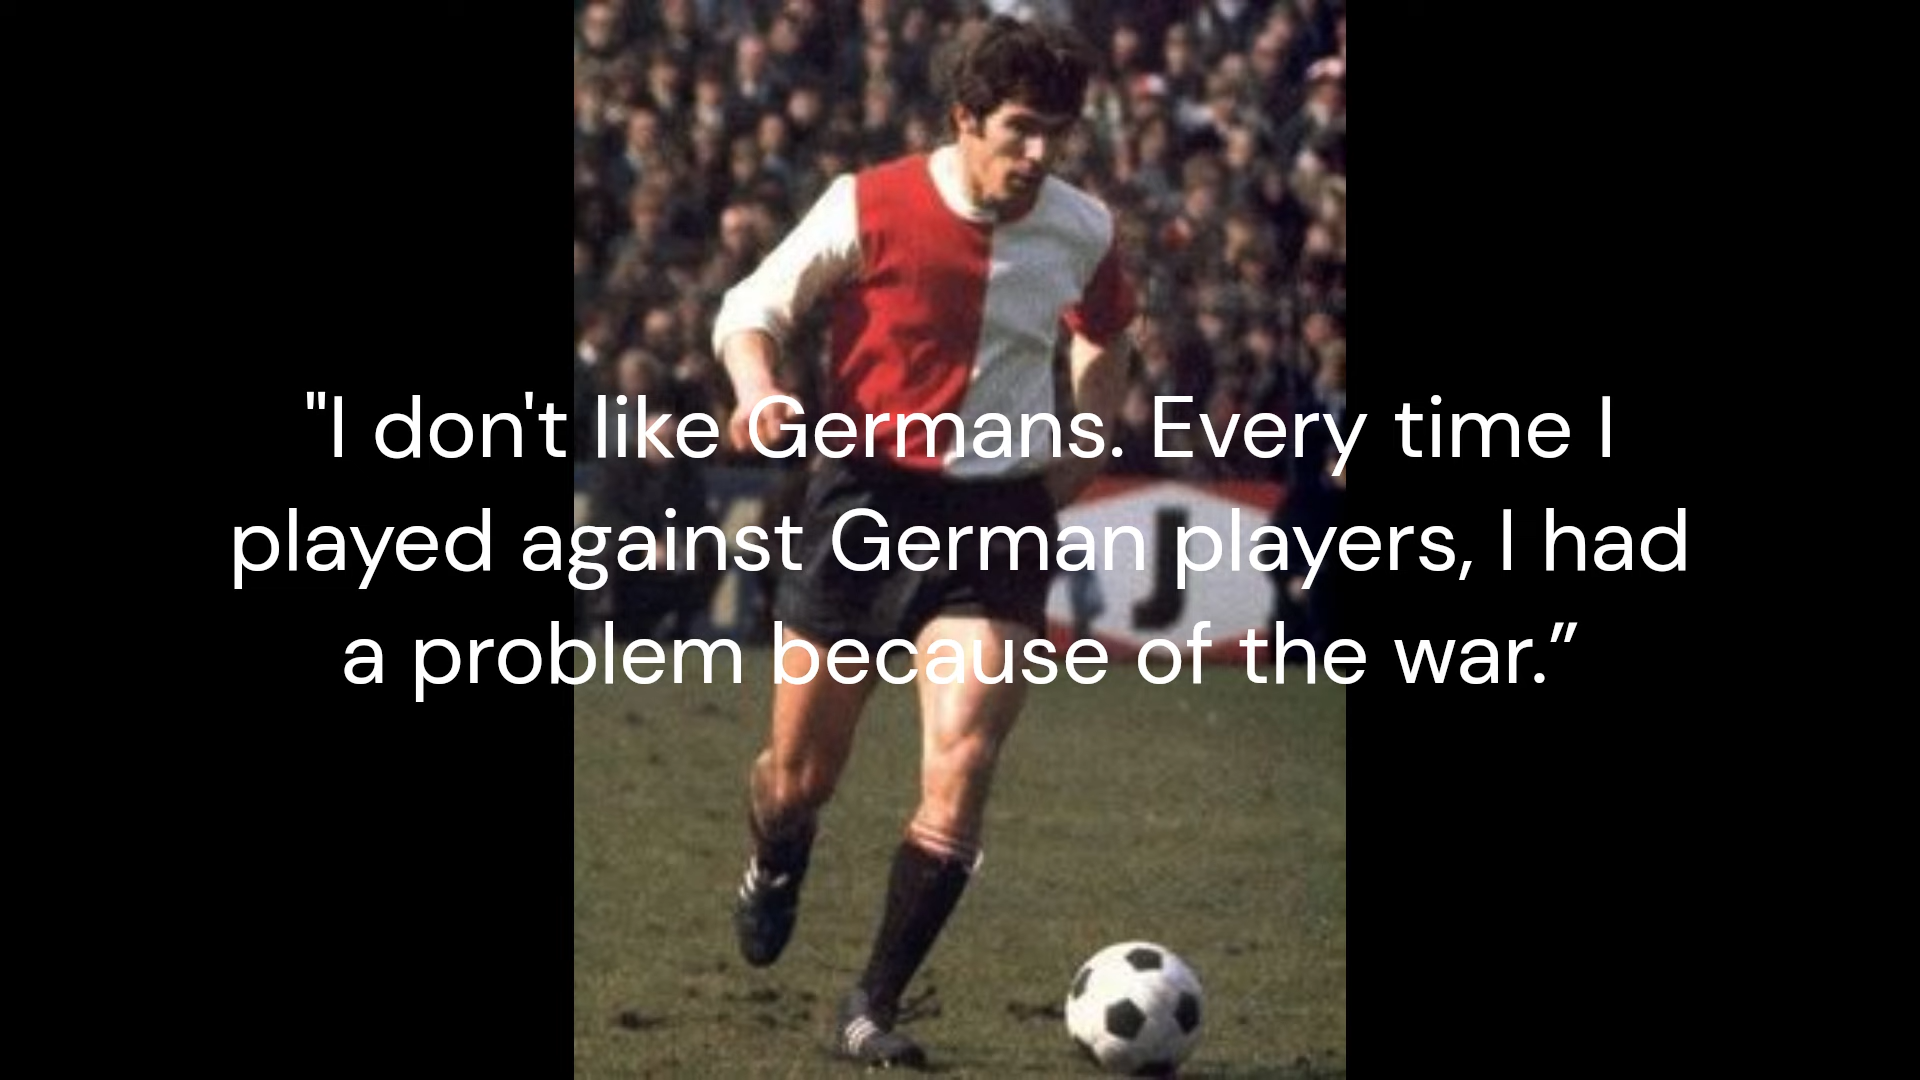 "I don't like Germans. Every time I
played against German players, I had
a problem because of the war.”
J